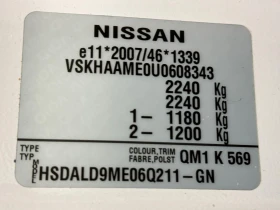 NISSAN
e11*2007/46*1339
VSKHAAME0U0608343
2240 Kg
2240 Kg
1- 1180 Kg
2- 1200 Kg
TYPE COLOUR,TRIM
TYP FABRE,POLST QM1 K 569
MODELE HSDALD9ME06Q211-GN